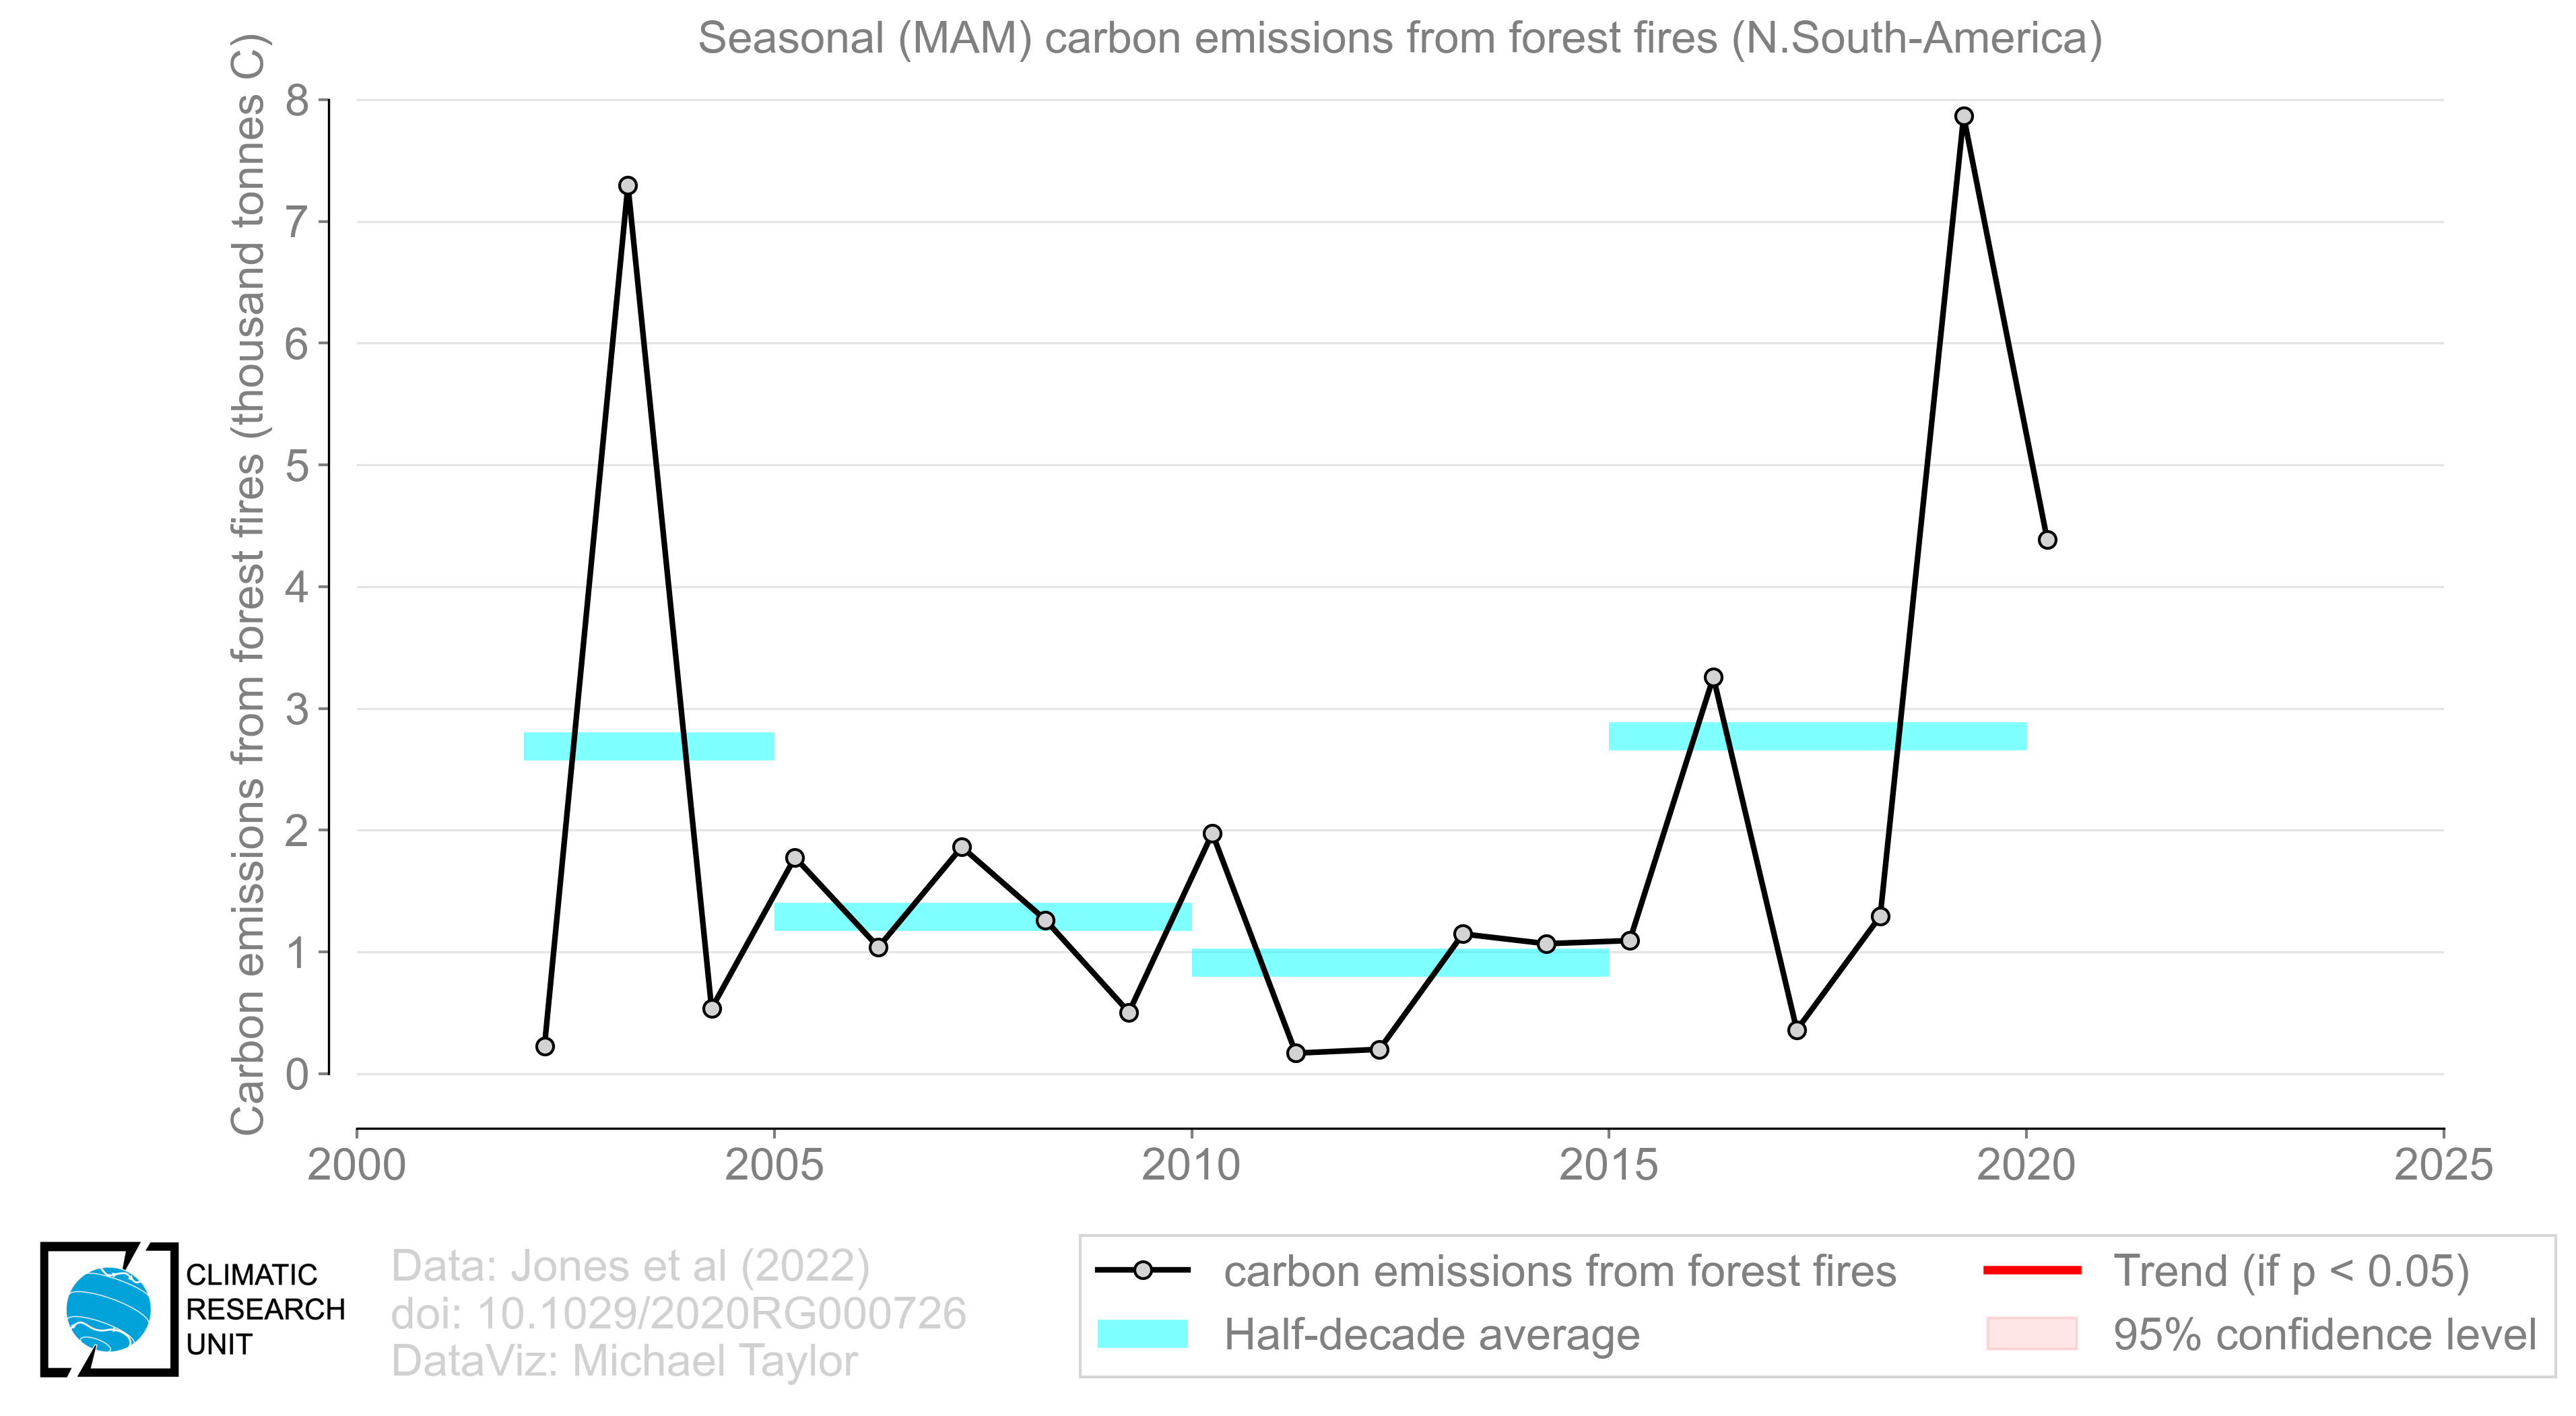 Seasonal (MAM) carbon emissions from forest fires (N.South-America)
Carbon emissions from forest fires (thousand tonnes C)
8
7
6
5
4
3
2
1
0
2000
2005
2010
2015
2020
2025
CLIMATIC
RESEARCH
UNIT
Data: Jones et al (2022)
doi: 10.1029/2020RG000726
DataViz: Michael Taylor
carbon emissions from forest fires
Half-decade average
Trend (if p < 0.05)
95% confidence level